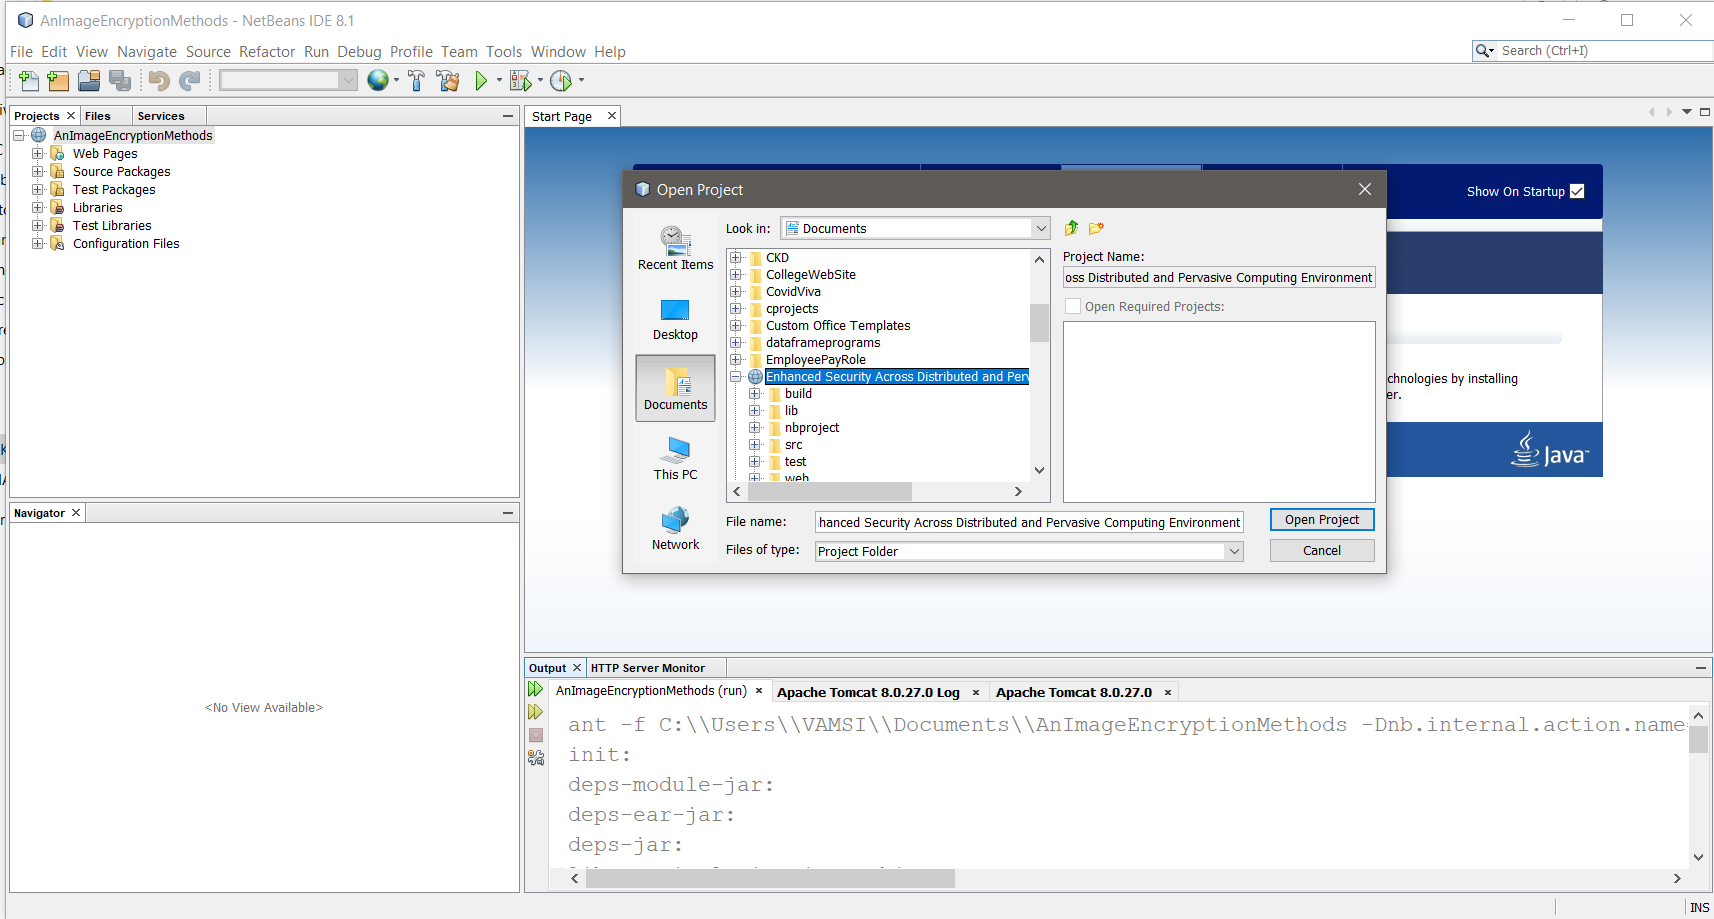 AnImageEncryptionMethods - NetBeans IDE 8.1
File Edit View Navigate Source Refactor Run Debug Profile Team Tools Window Help
Search (Ctrl+I)
Projects Files Services
AnImageEncryptionMethods
Web Pages
Source Packages
Test Packages
Libraries
Test Libraries
Configuration Files
Navigator
<No View Available>
Start Page
Show On Startup
chnologies by installing
er.
Java
Open Project
Look in: Documents
Recent Items
Desktop
Documents
This PC
Network
CKD
CollegeWebSite
CovidViva
cprojects
Custom Office Templates
dataframeprograms
EmployeePayRole
Enhanced Security Across Distributed and Perv
build
lib
nbproject
src
test
web
Project Name:
oss Distributed and Pervasive Computing Environment
Open Required Projects:
File name: hanced Security Across Distributed and Pervasive Computing Environment
Files of type: Project Folder
Open Project
Cancel
Output HTTP Server Monitor
AnImageEncryptionMethods (run) Apache Tomcat 8.0.27.0 Log Apache Tomcat 8.0.27.0
ant -f C:\\Users\\VAMSI\\Documents\\AnImageEncryptionMethods -Dnb.internal.action.name=
init:
deps-module-jar:
deps-ear-jar:
deps-jar:
INS